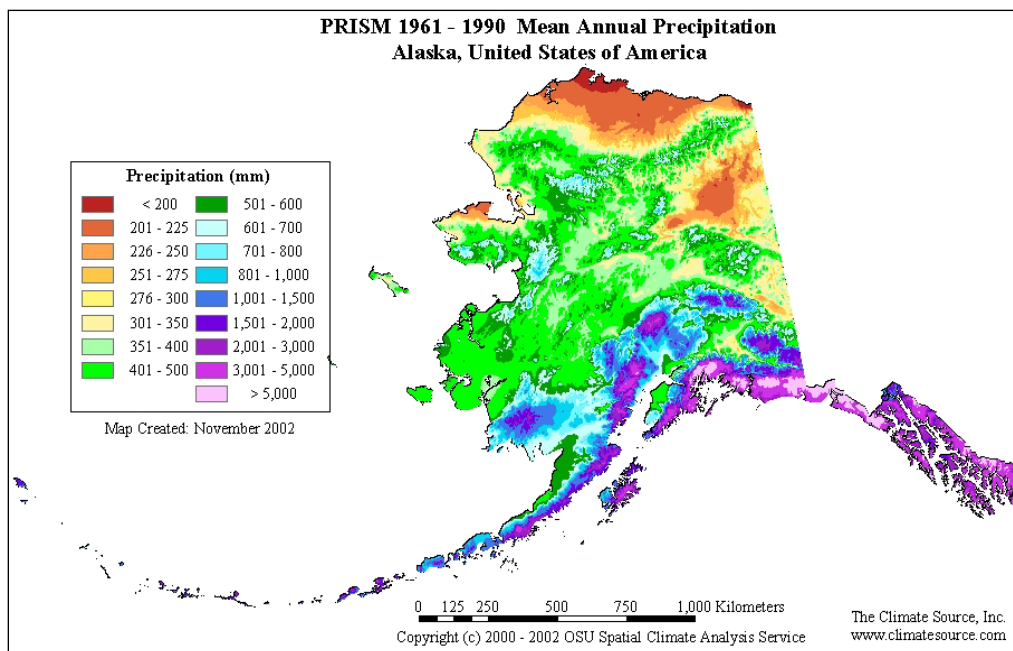 PRISM 1961 - 1990 Mean Annual Precipitation
Alaska, United States of America
Precipitation (mm)
< 200
201 - 225
226 - 250
251 - 275
276 - 300
301 - 350
351 - 400
401 - 500
501 - 600
601 - 700
701 - 800
801 - 1,000
1,001 - 1,500
1,501 - 2,000
2,001 - 3,000
3,001 - 5,000
> 5,000
Map Created: November 2002
0 125 250 500 750 1,000 Kilometers
Copyright (c) 2000 - 2002 OSU Spatial Climate Analysis Service
The Climate Source, Inc.
www.climatesource.com